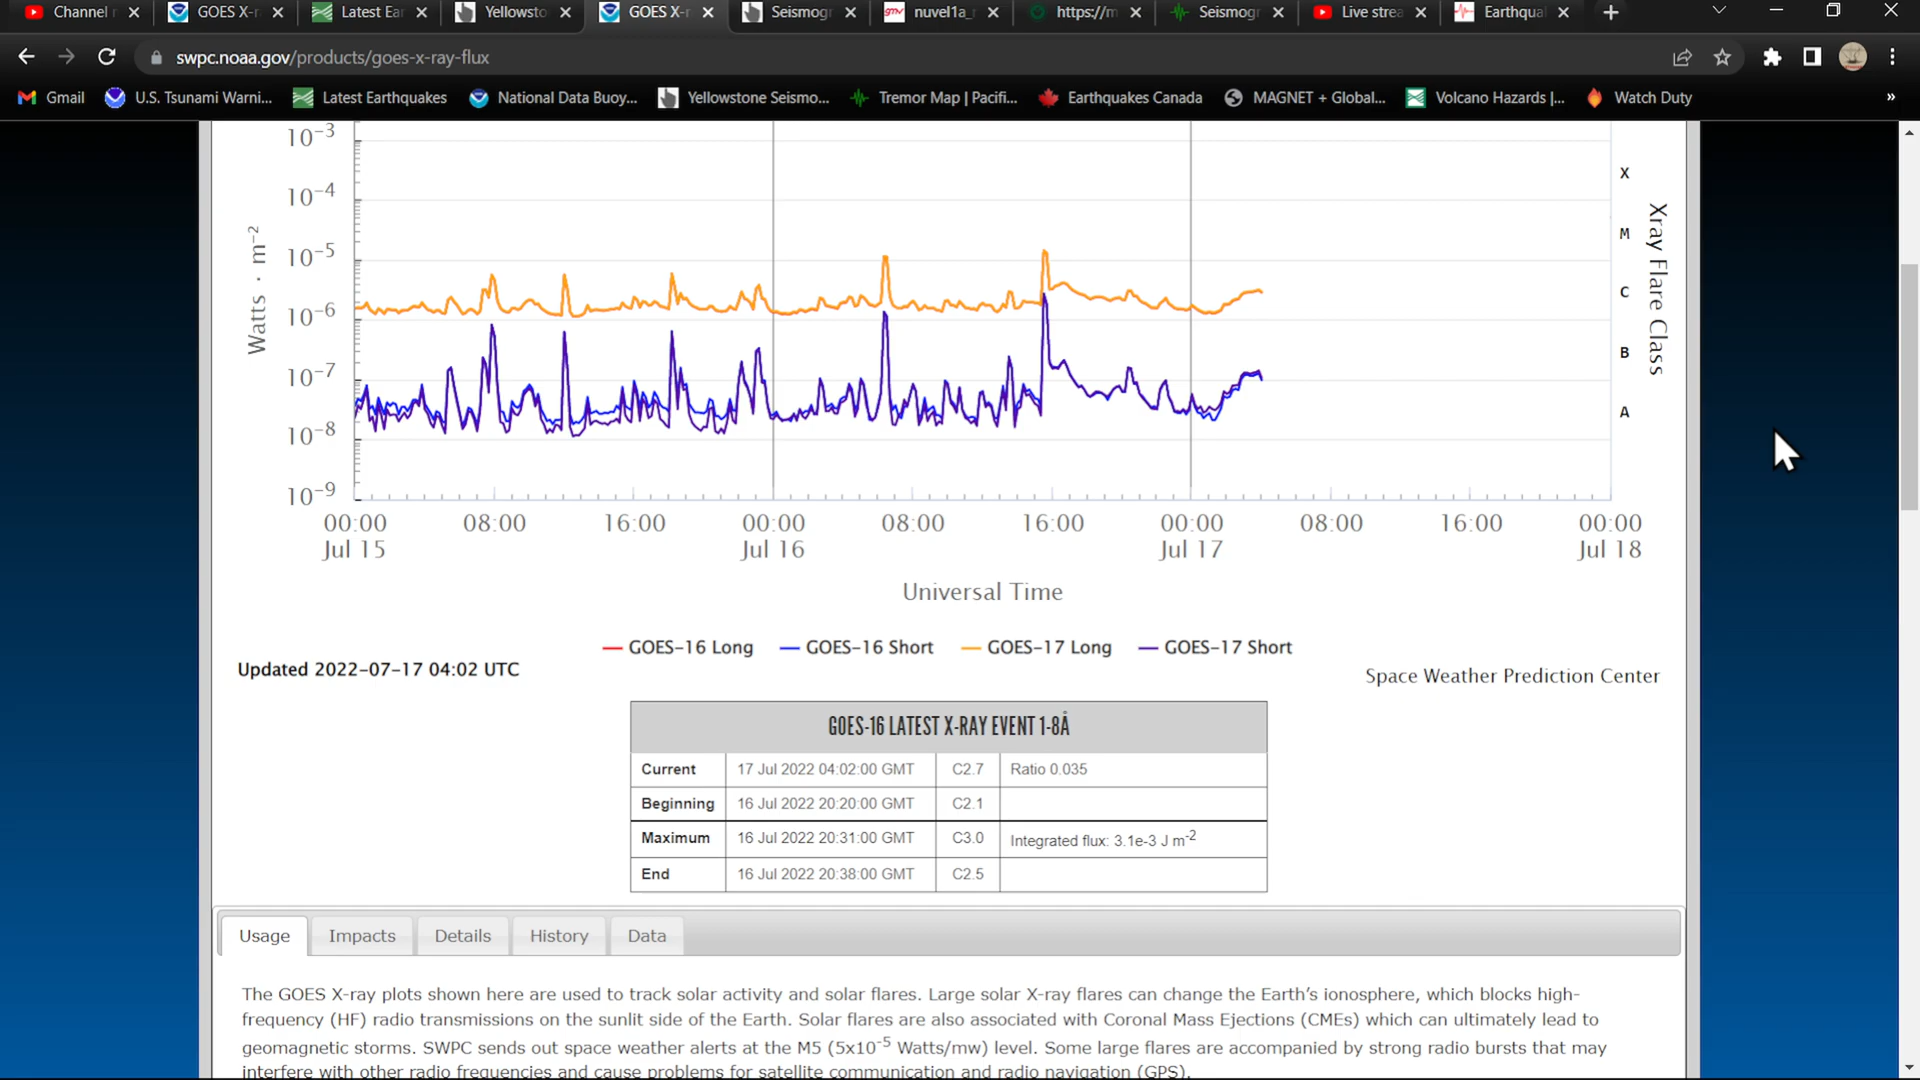 Channel
GOES X-r
Latest Ea
Yellowsto
GOES X-r
Seismogr
nuvel1a_
https://m
Seismogr
Live strea
Earthqua
swpc.noaa.gov/products/goes-x-ray-flux
Gmail
U.S. Tsunami Warni...
Latest Earthquakes
National Data Buoy...
Yellowstone Seismo...
Tremor Map | Pacifi...
Earthquakes Canada
MAGNET + Global...
Volcano Hazards |...
Watch Duty
»
10⁻³
10⁻⁴
10⁻⁵
10⁻⁶
10⁻⁷
10⁻⁸
10⁻⁹
Watts · m⁻²
X
M
C
B
A
Xray Flare Class
00:00 08:00 16:00 00:00 08:00 16:00 00:00 08:00 16:00 00:00
Jul 15 Jul 16 Jul 17 Jul 18
Universal Time
GOES-16 Long GOES-16 Short GOES-17 Long GOES-17 Short
Updated 2022-07-17 04:02 UTC
Space Weather Prediction Center
GOES-16 LATEST X-RAY EVENT 1-8Å
Current 17 Jul 2022 04:02:00 GMT C2.7 Ratio 0.035
Beginning 16 Jul 2022 20:20:00 GMT C2.1
Maximum 16 Jul 2022 20:31:00 GMT C3.0 Integrated flux: 3.1e-3 J m⁻²
End 16 Jul 2022 20:38:00 GMT C2.5
Usage Impacts Details History Data
The GOES X-ray plots shown here are used to track solar activity and solar flares. Large solar X-ray flares can change the Earth's ionosphere, which blocks high-
frequency (HF) radio transmissions on the sunlit side of the Earth. Solar flares are also associated with Coronal Mass Ejections (CMEs) which can ultimately lead to
geomagnetic storms. SWPC sends out space weather alerts at the M5 (5x10⁻⁵ Watts/mw) level. Some large flares are accompanied by strong radio bursts that may
interfere with other radio frequencies and cause problems for satellite communication and radio navigation (GPS).